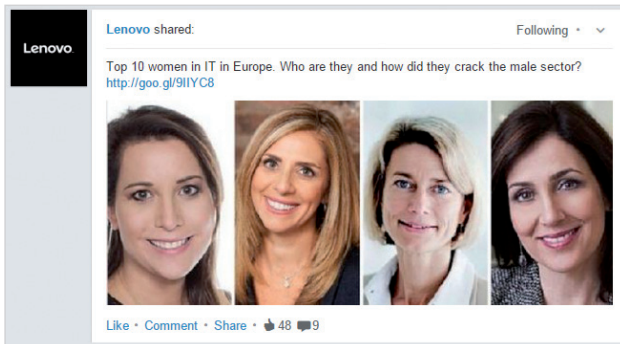 Lenovo
Lenovo shared:
Following
Top 10 women in IT in Europe. Who are they and how did they crack the male sector?
http://goo.gl/9IIYC8
Like · Comment · Share · 48 9